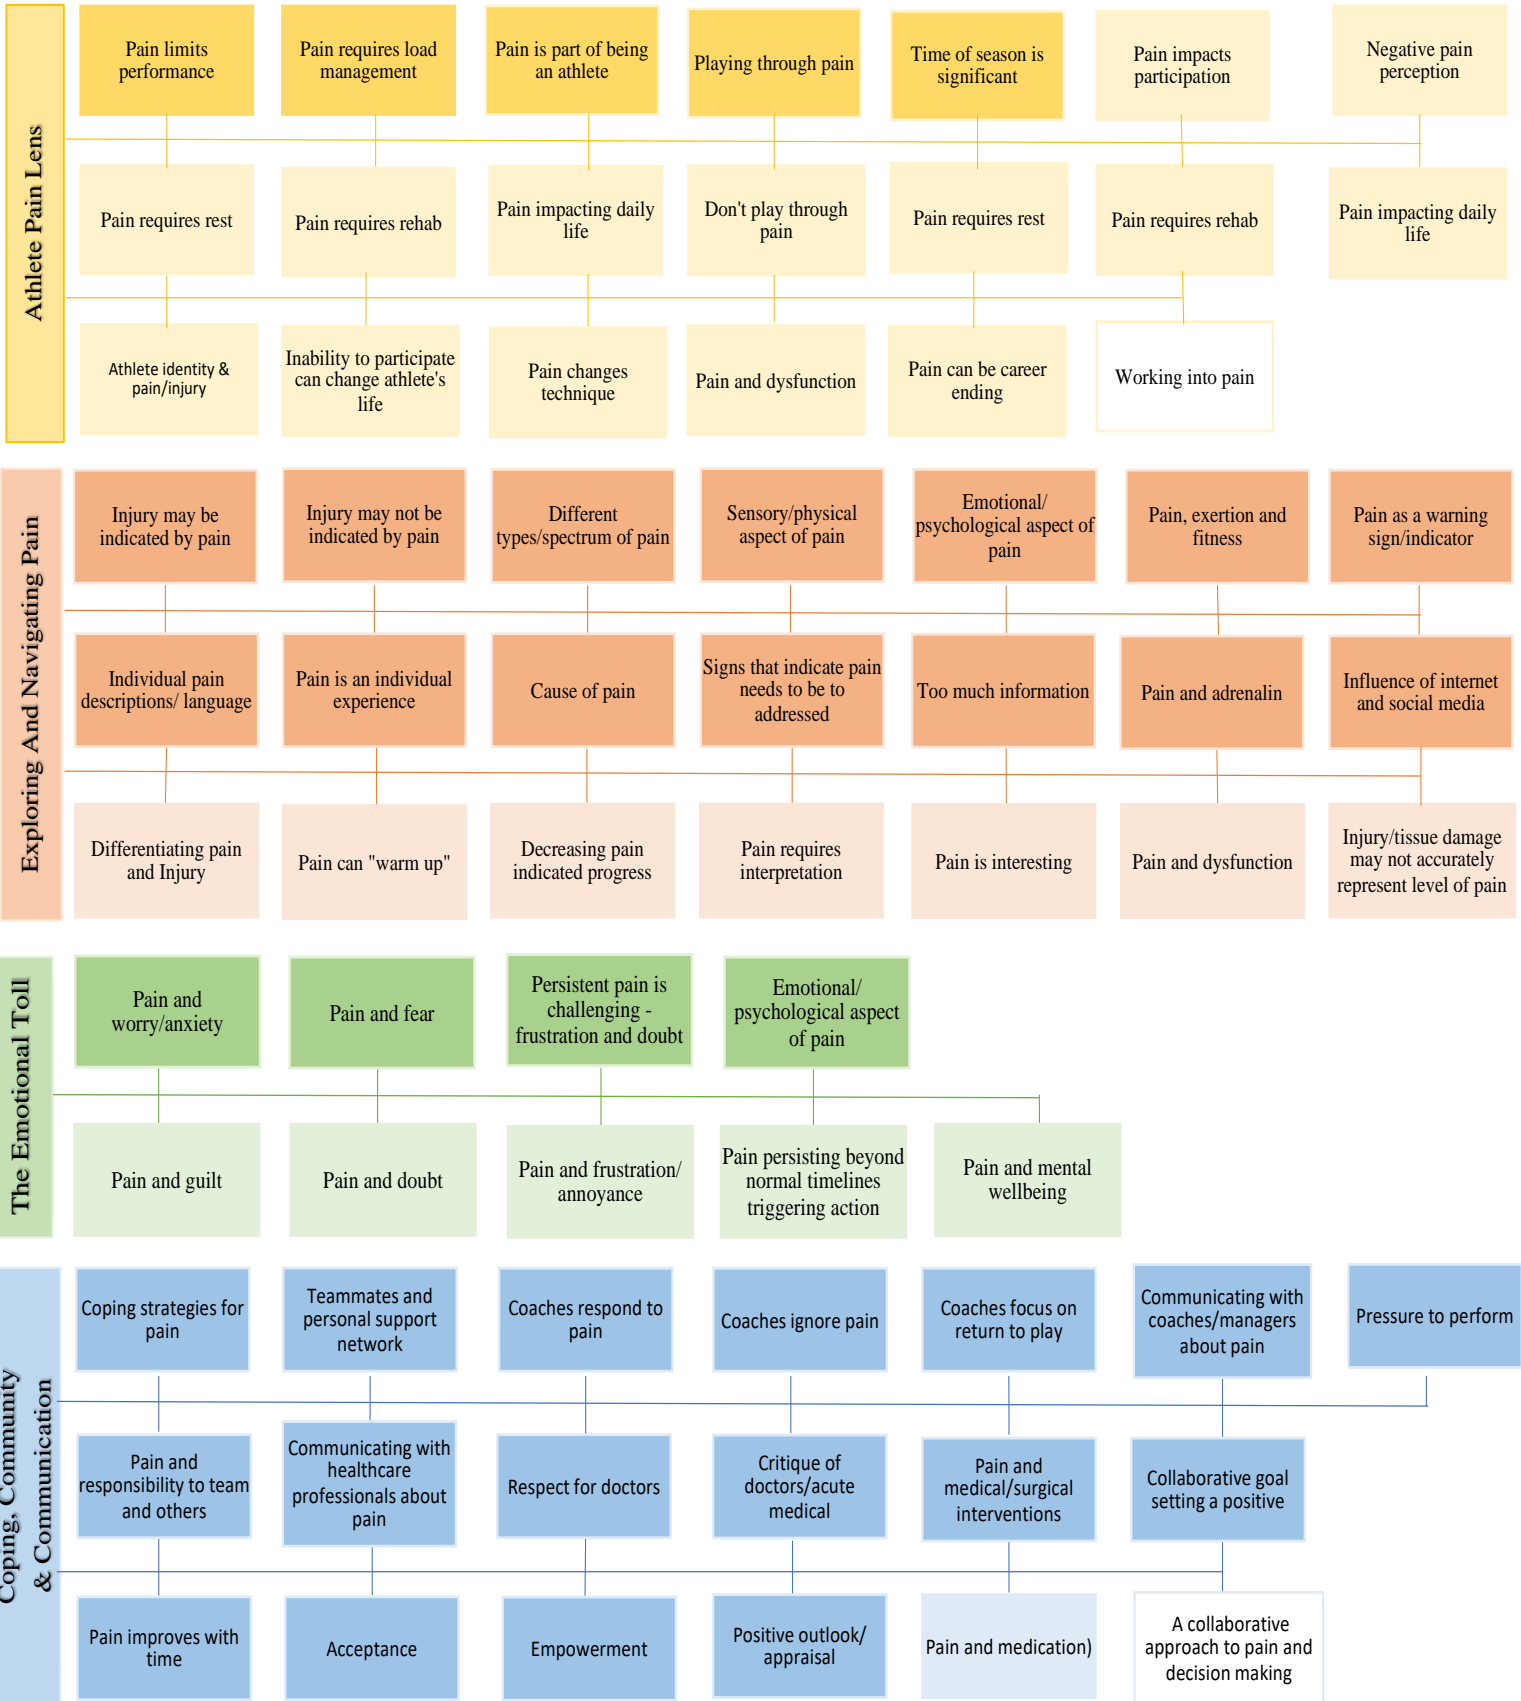 Athlete Pain Lens
Pain limits
performance
Pain requires load
management
Pain is part of being
an athlete
Playing through pain
Time of season is
significant
Pain impacts
participation
Negative pain
perception
Pain requires rest
Pain requires rehab
Pain impacting daily
life
Don't play through
pain
Pain requires rest
Pain requires rehab
Pain impacting daily
life
Athlete identity &
pain/injury
Inability to participate
can change athlete's
life
Pain changes
technique
Pain and dysfunction
Pain can be career
ending
Working into pain
Exploring And Navigating Pain
Injury may be
indicated by pain
Injury may not be
indicated by pain
Different
types/spectrum of pain
Sensory/physical
aspect of pain
Emotional/
psychological aspect of
pain
Pain, exertion and
fitness
Pain as a warning
sign/indicator
Individual pain
descriptions/ language
Pain is an individual
experience
Cause of pain
Signs that indicate pain
needs to be to
addressed
Too much information
Pain and adrenalin
Influence of internet
and social media
Differentiating pain
and Injury
Pain can "warm up"
Decreasing pain
indicated progress
Pain requires
interpretation
Pain is interesting
Pain and dysfunction
Injury/tissue damage
may not accurately
represent level of pain
The Emotional Toll
Pain and
worry/anxiety
Pain and fear
Persistent pain is
challenging -
frustration and doubt
Emotional/
psychological aspect
of pain
Pain and guilt
Pain and doubt
Pain and frustration/
annoyance
Pain persisting beyond
normal timelines
triggering action
Pain and mental
wellbeing
Coping, Community
& Communication
Coping strategies for
pain
Teammates and
personal support
network
Coaches respond to
pain
Coaches ignore pain
Coaches focus on
return to play
Communicating with
coaches/managers
about pain
Pressure to perform
Pain and
responsibility to team
and others
Communicating with
healthcare
professionals about
pain
Respect for doctors
Critique of
doctors/acute
medical
Pain and
medical/surgical
interventions
Collaborative goal
setting a positive
Pain improves with
time
Acceptance
Empowerment
Positive outlook/
appraisal
Pain and medication)
A collaborative
approach to pain and
decision making